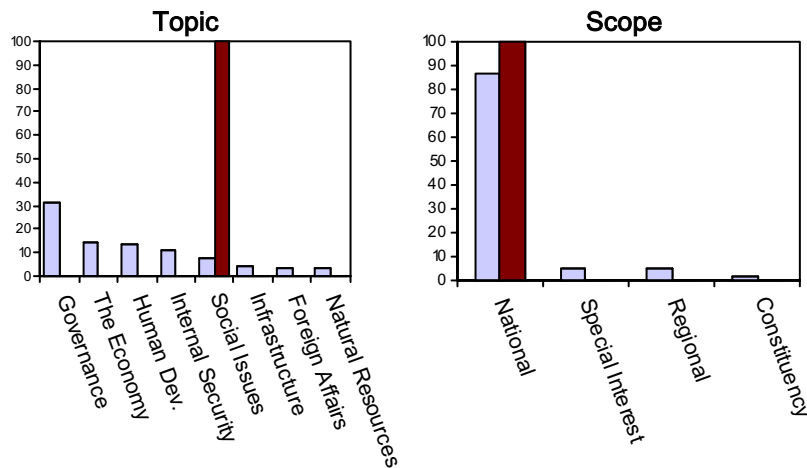 Topic
100
90
80
70
60
50
40
30
20
10
0
Governance
The Economy
Human Dev.
Internal Security
Social Issues
Infrastructure
Foreign Affairs
Natural Resources
Scope
100
90
80
70
60
50
40
30
20
10
0
National
Special Interest
Regional
Constituency